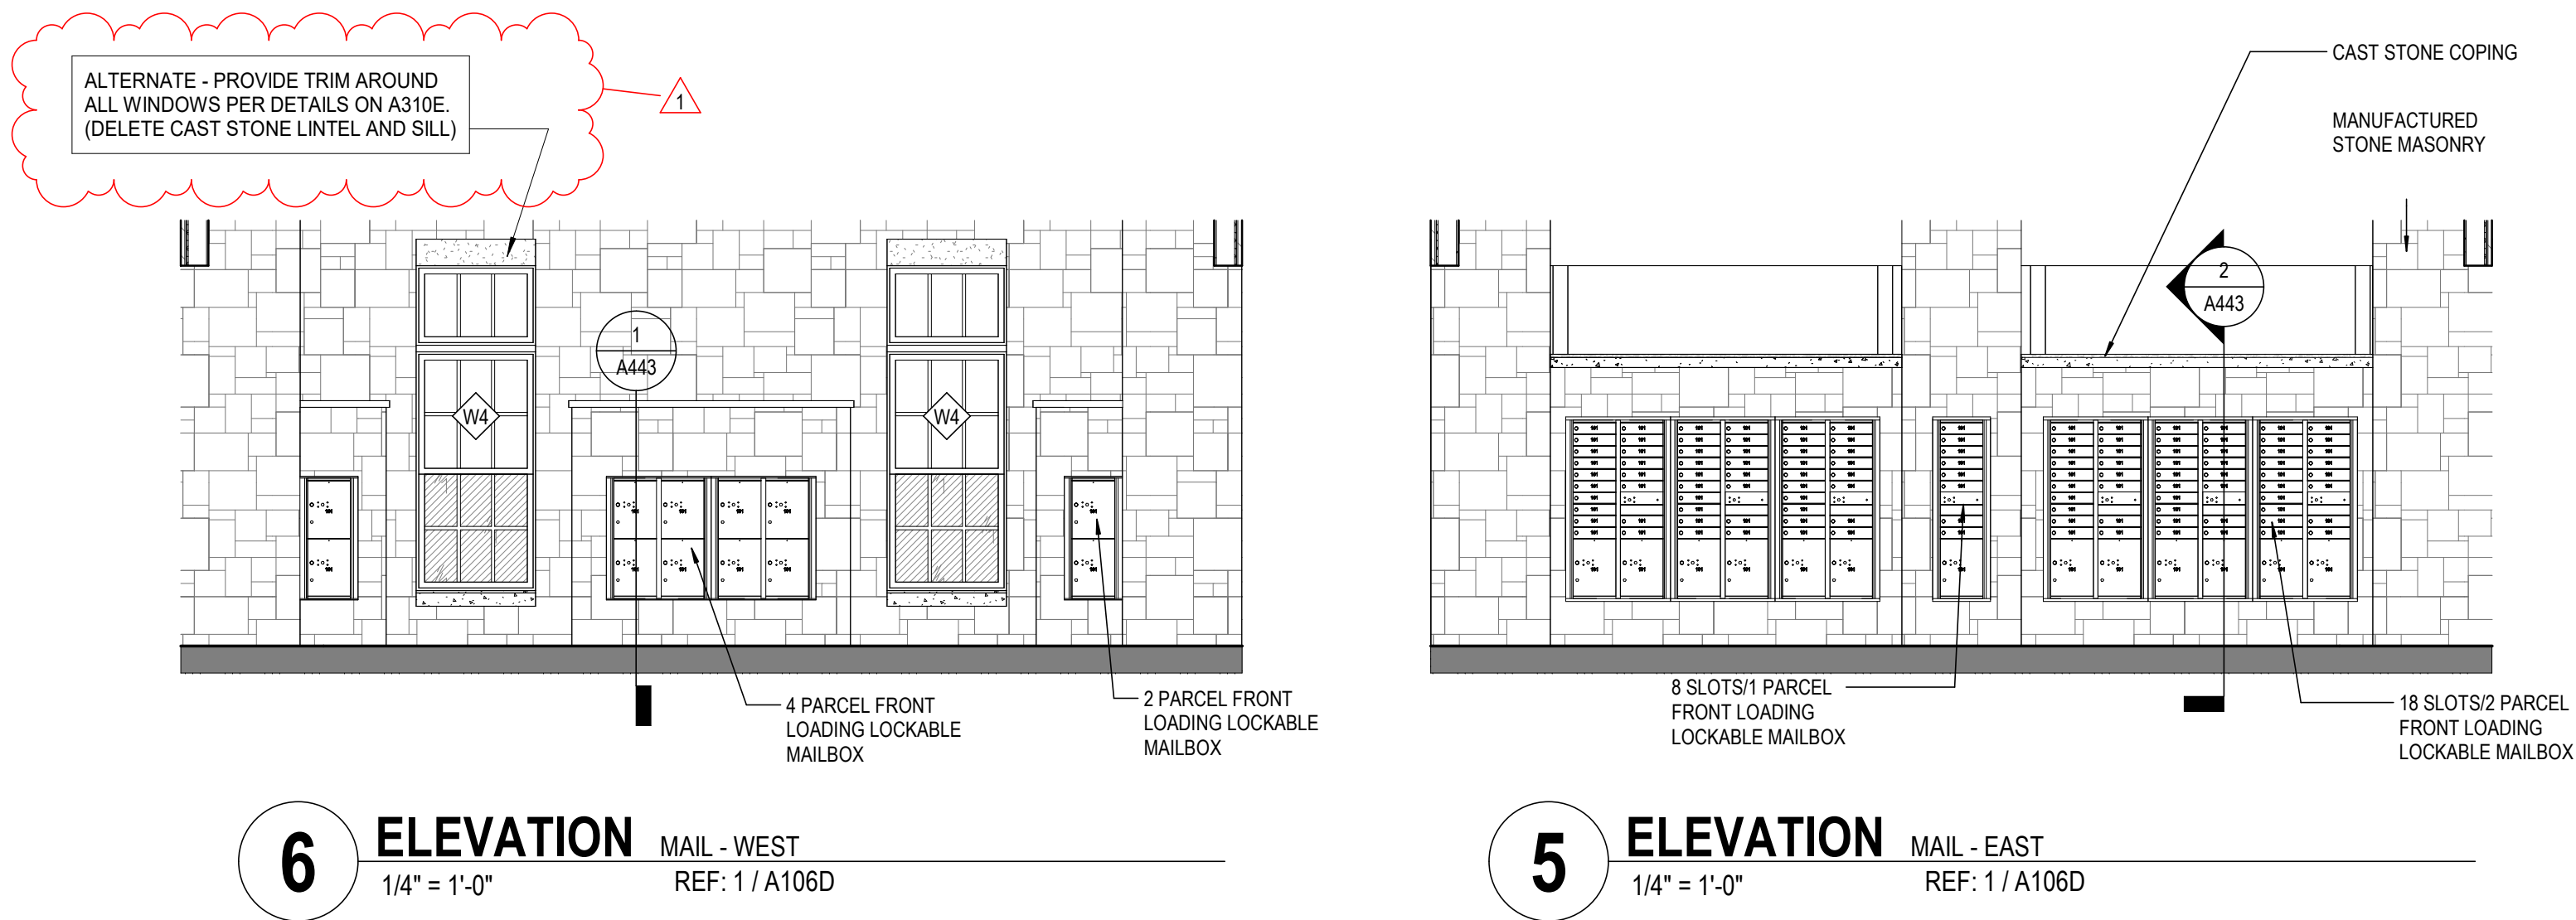 ALTERNATE - PROVIDE TRIM AROUND
ALL WINDOWS PER DETAILS ON A310E.
(DELETE CAST STONE LINTEL AND SILL)
1
1
A443
W4
W4
4 PARCEL FRONT
LOADING LOCKABLE
MAILBOX
2 PARCEL FRONT
LOADING LOCKABLE
MAILBOX
6
ELEVATION
MAIL - WEST
1/4" = 1'-0"
REF: 1 / A106D
CAST STONE COPING
MANUFACTURED
STONE MASONRY
2
A443
8 SLOTS/1 PARCEL
FRONT LOADING
LOCKABLE MAILBOX
18 SLOTS/2 PARCEL
FRONT LOADING
LOCKABLE MAILBOX
5
ELEVATION
MAIL - EAST
1/4" = 1'-0"
REF: 1 / A106D